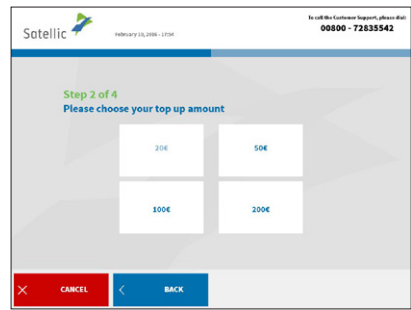 To call the Customer Support, please dial:
00800 - 72835542
Satellic
February 23, 2016 - 17:54
Step 2 of 4
Please choose your top up amount
20€ 50€
100€ 200€
CANCEL BACK